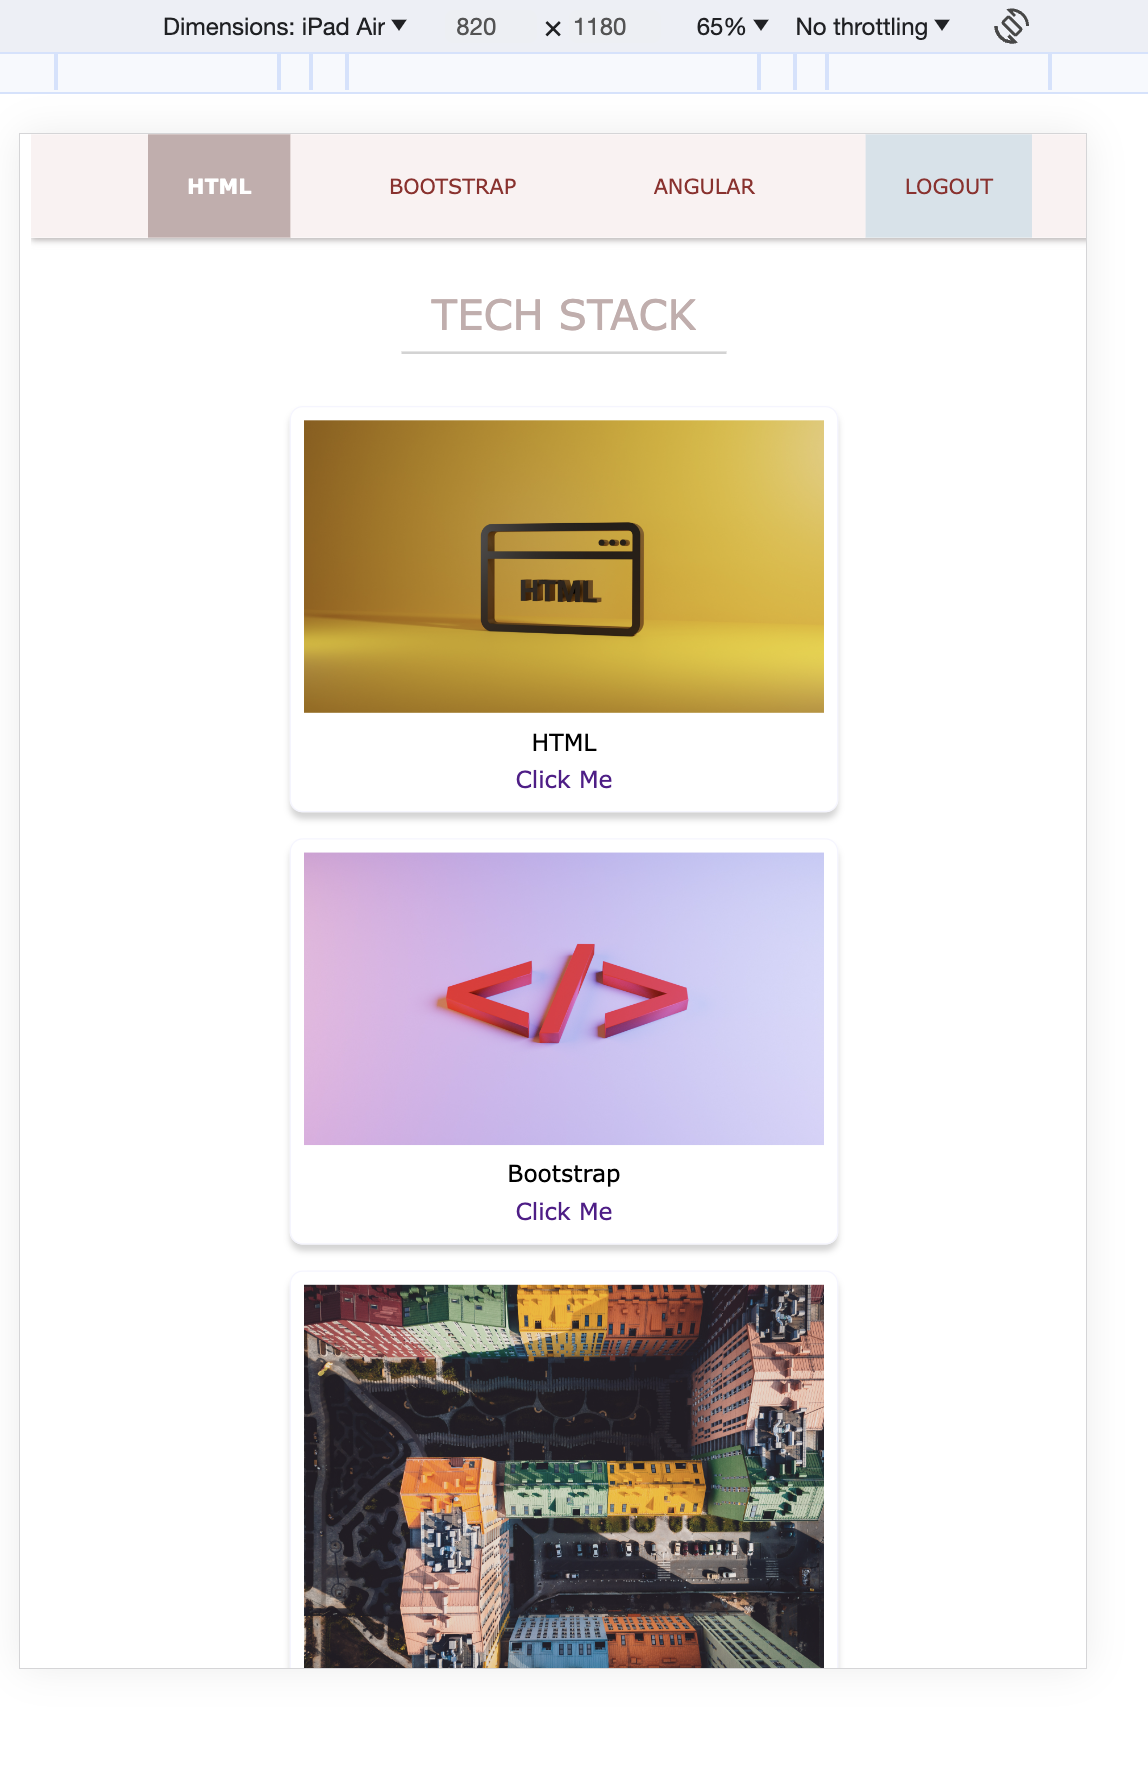 Dimensions: iPad Air ▼ 820 × 1180 65% ▼ No throttling ▼
HTML BOOTSTRAP ANGULAR LOGOUT
TECH STACK
HTML
HTML
Click Me
</>
Bootstrap
Click Me